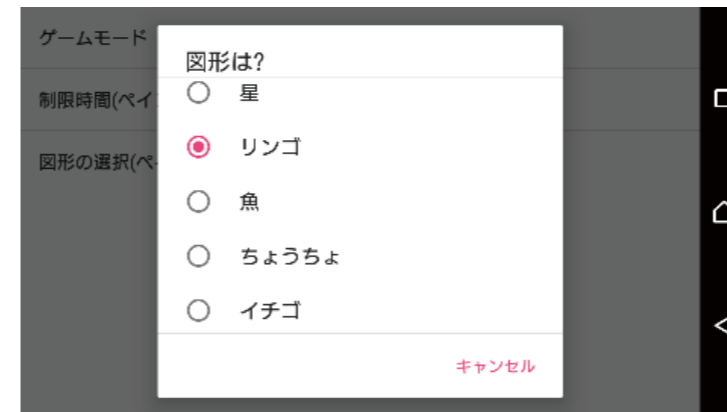 ゲームモード
図形は?
星
制限時間(ペイ
リンゴ
図形の選択(ペ
魚
ちょうちょ
イチゴ
キャンセル